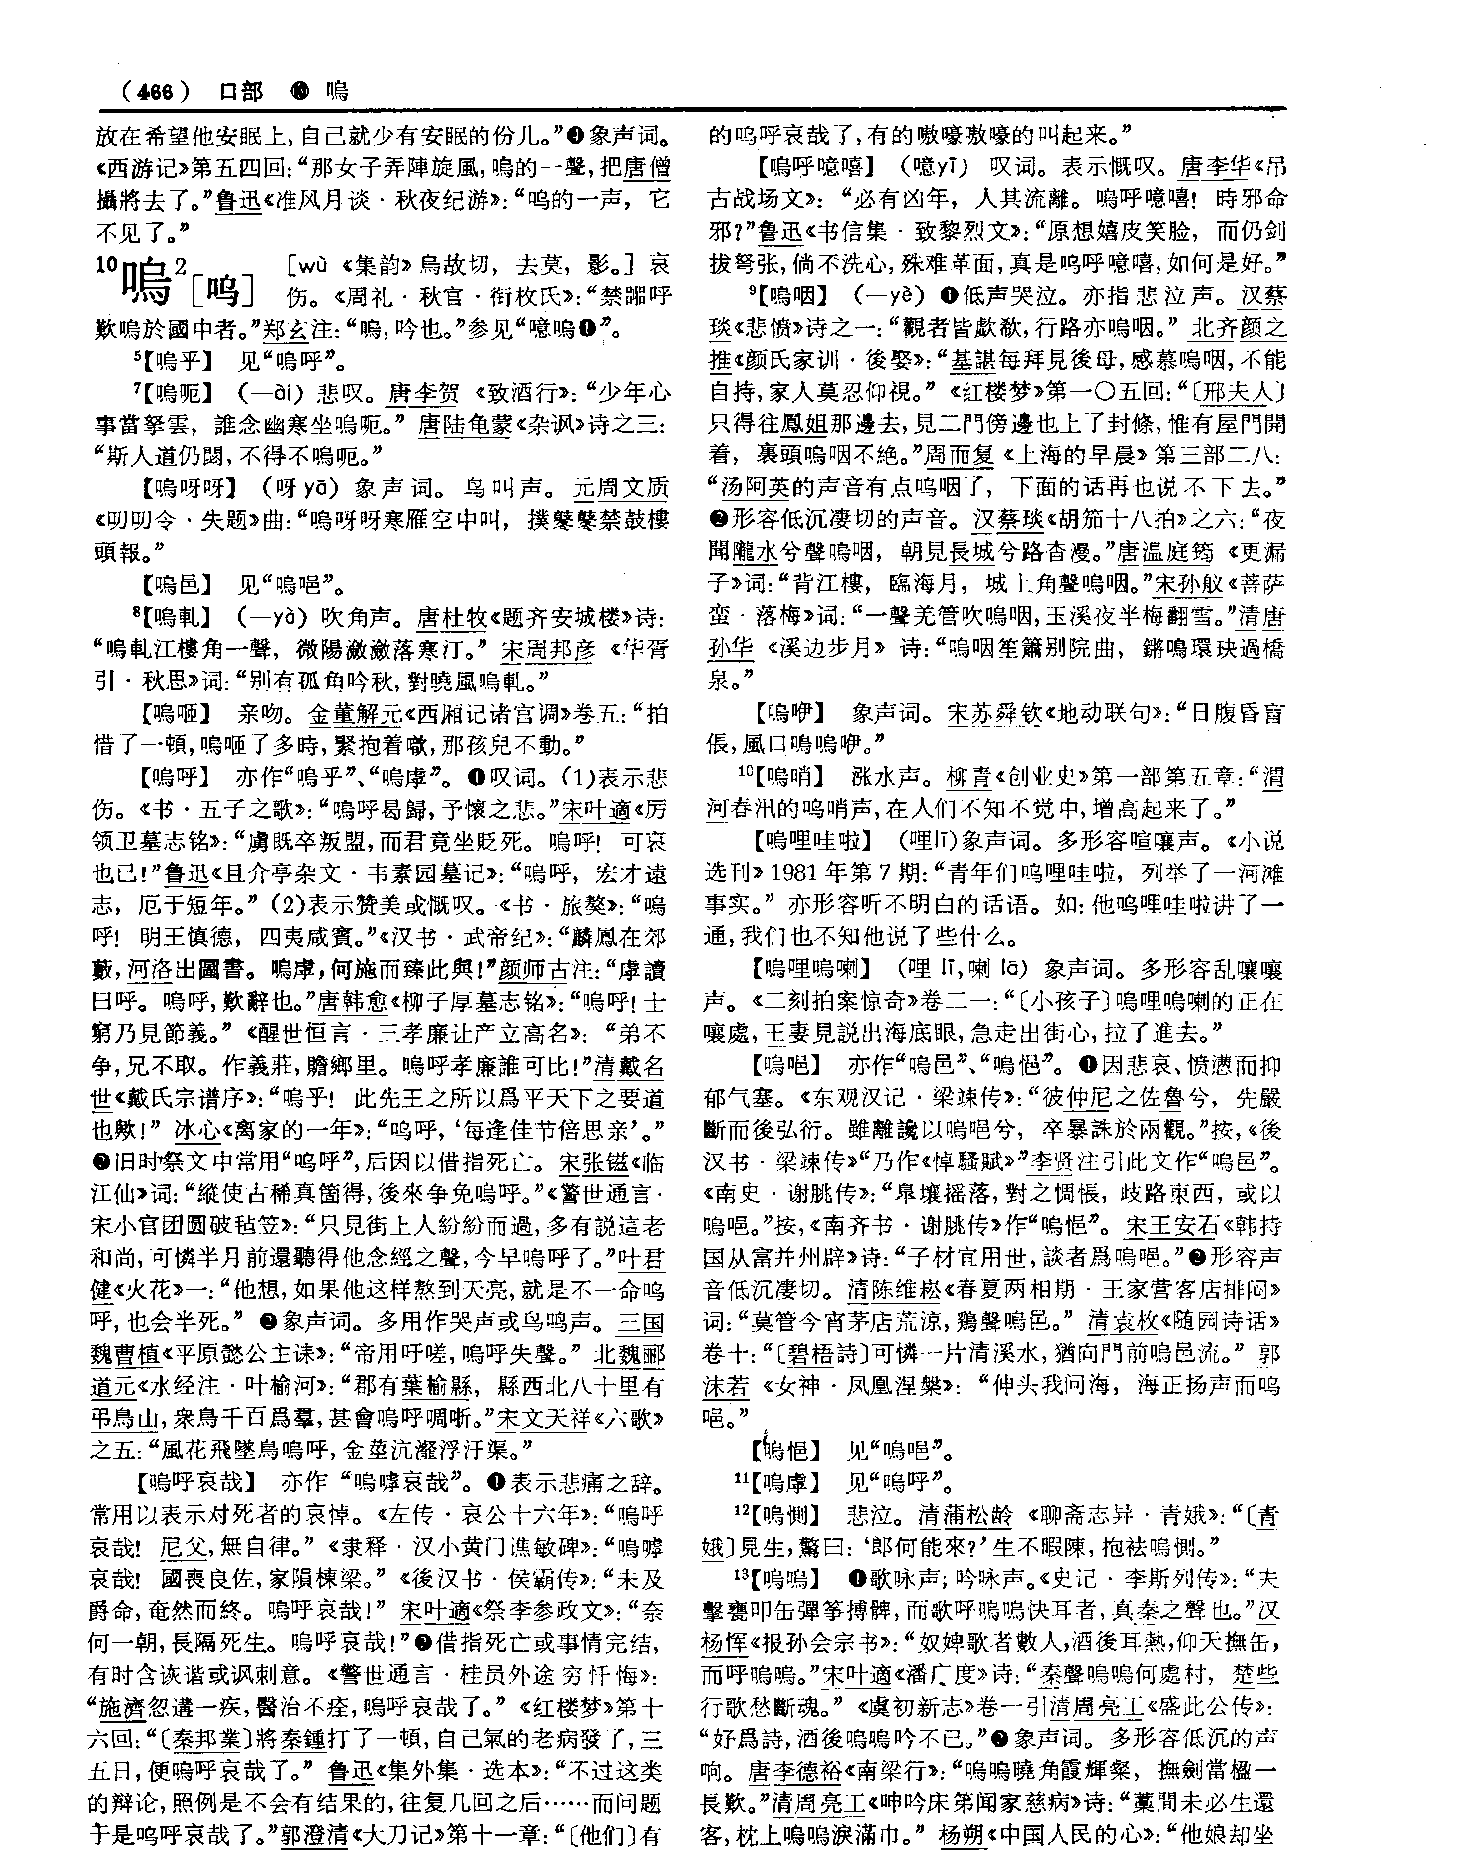 （466） 口部 ❿ 嗚
放在希望他安眠上，自己就少有安眠的份儿。”❹象声词。
《西游记》第五四回：“那女子弄陣旋風，嗚的一聲，把唐僧
攝將去了。”鲁迅《准风月谈·秋夜纪游》：“呜的一声，它
不见了。”
10嗚2［呜］ ［wù 《集韵》烏故切，去莫，影。］哀
伤。《周礼·秋官·衔枚氏》：“禁嘂呼
歎嗚於國中者。”郑玄注：“嗚，吟也。”参见“噫嗚❶”。
5【嗚乎】 见“嗚呼”。
7【嗚呃】 （—ài）悲叹。唐李贺《致酒行》：“少年心
事當拏雲，誰念幽寒坐嗚呃。”唐陆龟蒙《杂讽》诗之三：
“斯人道仍閟，不得不嗚呃。”
【嗚呀呀】 （呀yā）象声词。鸟叫声。元周文质
《叨叨令·失题》曲：“嗚呀呀寒雁空中叫，撲鼕鼕禁鼓樓
頭報。”
【嗚邑】 见“嗚唈”。
8【嗚軋】 （—yà）吹角声。唐杜牧《题齐安城楼》诗：
“嗚軋江樓角一聲，微陽瀲瀲落寒汀。”宋周邦彦《华胥
引·秋思》词：“别有孤角吟秋，對曉風嗚軋。”
【嗚咂】 亲吻。金董解元《西厢记诸宫调》卷五：“拍
惜了一頓，嗚咂了多時，緊抱着噷，那孩兒不動。”
【嗚呼】 亦作“嗚乎”、“嗚虖”。❶叹词。(1)表示悲
伤。《书·五子之歌》：“嗚呼曷歸，予懷之悲。”宋叶適《厉
领卫墓志铭》：“虜既卒叛盟，而君竟坐貶死。嗚呼！可哀
也已！”鲁迅《且介亭杂文·韦素园墓记》：“嗚呼，宏才远
志，厄于短年。”(2)表示赞美或慨叹。《书·旅獒》：“嗚
呼！明王慎德，四夷咸賓。”《汉书·武帝纪》：“麟鳳在郊
藪，河洛出圖書。嗚虖，何施而臻此與！”颜师古注：“虖讀
曰呼。嗚呼，歎辭也。”唐韩愈《柳子厚墓志铭》：“嗚呼！士
窮乃見節義。”《醒世恒言·三孝廉让产立高名》：“弟不
争，兄不取。作義莊，贍鄉里。嗚呼孝廉誰可比！”清戴名
世《戴氏宗谱序》：“嗚乎！此先王之所以爲平天下之要道
也歟！”冰心《离家的一年》：“呜呼，‘每逢佳节倍思亲’。”
❷旧时祭文中常用“呜呼”，后因以借指死亡。宋张镃《临
江仙》词：“縱使古稀真箇得，後來争免嗚呼。”《警世通言·
宋小官团圆破毡笠》：“只見街上人紛紛而過，多有説這老
和尚，可憐半月前還聽得他念經之聲，今早嗚呼了。”叶君
健《火花》一：“他想，如果他这样熬到天亮，就是不一命呜
呼，也会半死。”❸象声词。多用作哭声或鸟鸣声。三国
魏曹植《平原懿公主诔》：“帝用吁嗟，嗚呼失聲。”北魏郦
道元《水经注·叶榆河》：“郡有葉榆縣，縣西北八十里有
弔鳥山，衆鳥千百爲羣，甚會嗚呼啁哳。”宋文天祥《六歌》
之五：“風花飛墜鳥嗚呼，金莖沆瀣浮汙渠。”
【嗚呼哀哉】 亦作“嗚嘑哀哉”。❶表示悲痛之辞。
常用以表示对死者的哀悼。《左传·哀公十六年》：“嗚呼
哀哉！尼父，無自律。”《隶释·汉小黄门谯敏碑》：“嗚嘑
哀哉！國喪良佐，家隕棟梁。”《後汉书·侯霸传》：“未及
爵命，奄然而終。嗚呼哀哉！”宋叶適《祭李参政文》：“奈
何一朝，長隔死生。嗚呼哀哉！”❷借指死亡或事情完结，
有时含诙谐或讽刺意。《警世通言·桂员外途穷忏悔》：
“施濟忽遘一疾，醫治不痊，嗚呼哀哉了。”《红楼梦》第十
六回：“〔秦邦業〕將秦鍾打了一頓，自己氣的老病發了，三
五日，便嗚呼哀哉了。”鲁迅《集外集·选本》：“不过这类
的辩论，照例是不会有结果的，往复几回之后……而问题
于是呜呼哀哉了。”郭澄清《大刀记》第十一章：“〔他们〕有
的呜呼哀哉了，有的嗷嚎嗷嚎的叫起来。”
【嗚呼噫嘻】 （噫yī）叹词。表示慨叹。唐李华《吊
古战场文》：“必有凶年，人其流離。嗚呼噫嘻！時邪命
邪？”鲁迅《书信集·致黎烈文》：“原想嬉皮笑脸，而仍剑
拔弩张，倘不洗心，殊难革面，真是呜呼噫嘻，如何是好。”
9【嗚咽】 （—yè）❶低声哭泣。亦指悲泣声。汉蔡
琰《悲愤》诗之一：“觀者皆歔欷，行路亦嗚咽。”北齐颜之
推《颜氏家训·後娶》：“基諶每拜見後母，感慕嗚咽，不能
自持，家人莫忍仰視。”《红楼梦》第一〇五回：“〔邢夫人〕
只得往鳳姐那邊去，見二門傍邊也上了封條，惟有屋門開
着，裏頭嗚咽不絶。”周而复《上海的早晨》第三部二八：
“汤阿英的声音有点呜咽了，下面的话再也说不下去。”
❷形容低沉凄切的声音。汉蔡琰《胡笳十八拍》之六：“夜
聞隴水兮聲嗚咽，朝見長城兮路杳漫。”唐温庭筠《更漏
子》词：“背江樓，臨海月，城上角聲嗚咽。”宋孙舣《菩萨
蛮·落梅》词：“一聲羌管吹嗚咽，玉溪夜半梅翻雪。”清唐
孙华《溪边步月》诗：“嗚咽笙簫别院曲，鏘鳴環玦過橋
泉。”
【嗚咿】 象声词。宋苏舜钦《地动联句》：“日腹昏盲
倀，風口嗚嗚咿。”
10【嗚哨】 涨水声。柳青《创业史》第一部第五章：“渭
河春汛的呜哨声，在人们不知不觉中，增高起来了。”
【嗚哩哇啦】 （哩lī）象声词。多形容喧嚷声。《小说
选刊》1981年第7期：“青年们呜哩哇啦，列举了一河滩
事实。”亦形容听不明白的话语。如：他呜哩哇啦讲了一
通，我们也不知他说了些什么。
【嗚哩嗚喇】 （哩lī，喇lā）象声词。多形容乱嚷嚷
声。《二刻拍案惊奇》卷二一：“〔小孩子〕嗚哩嗚喇的正在
嚷處，王妻見説出海底眼，急走出街心，拉了進去。”
【嗚唈】 亦作“嗚邑”、“嗚悒”。❶因悲哀、愤懑而抑
郁气塞。《东观汉记·梁竦传》：“彼仲尼之佐魯兮，先嚴
斷而後弘衍。雖離讒以嗚唈兮，卒暴誅於兩觀。”按，《後
汉书·梁竦传》“乃作《悼騷賦》”李贤注引此文作“嗚邑”。
《南史·谢朓传》：“皋壤摇落，對之惆悵，歧路東西，或以
嗚唈。”按，《南齐书·谢朓传》作“嗚悒”。宋王安石《韩持
国从富并州辟》诗：“子材宜用世，談者爲嗚唈。”❷形容声
音低沉凄切。清陈维崧《春夏两相期·王家营客店排闷》
词：“莫管今宵茅店荒涼，鷄聲嗚邑。”清袁枚《随园诗话》
卷十：“〔碧梧詩〕可憐一片清溪水，猶向門前嗚邑流。”郭
沫若《女神·凤凰涅槃》：“伸头我问海，海正扬声而呜
唈。”
【嗚悒】 见“嗚唈”。
11【嗚虖】 见“嗚呼”。
12【嗚惻】 悲泣。清蒲松龄《聊斋志异·青娥》：“〔青
娥〕見生，驚曰：‘郎何能來？’生不暇陳，抱袪嗚惻。”
13【嗚嗚】 ❶歌咏声；吟咏声。《史记·李斯列传》：“夫
擊甕叩缶彈筝搏髀，而歌呼嗚嗚快耳者，真秦之聲也。”汉
杨恽《报孙会宗书》：“奴婢歌者數人，酒後耳熱，仰天撫缶，
而呼嗚嗚。”宋叶適《潘广度》诗：“秦聲嗚嗚何處村，楚些
行歌愁斷魂。”《虞初新志》卷一引清周亮工《盛此公传》：
“好爲詩，酒後嗚嗚吟不已。”❷象声词。多形容低沉的声
响。唐李德裕《南梁行》：“嗚嗚曉角霞輝粲，撫劍當楹一
長歎。”清周亮工《呻吟床第闻家慈病》诗：“藁間未必生還
客，枕上嗚嗚淚滿巾。”杨朔《中国人民的心》：“他娘却坐